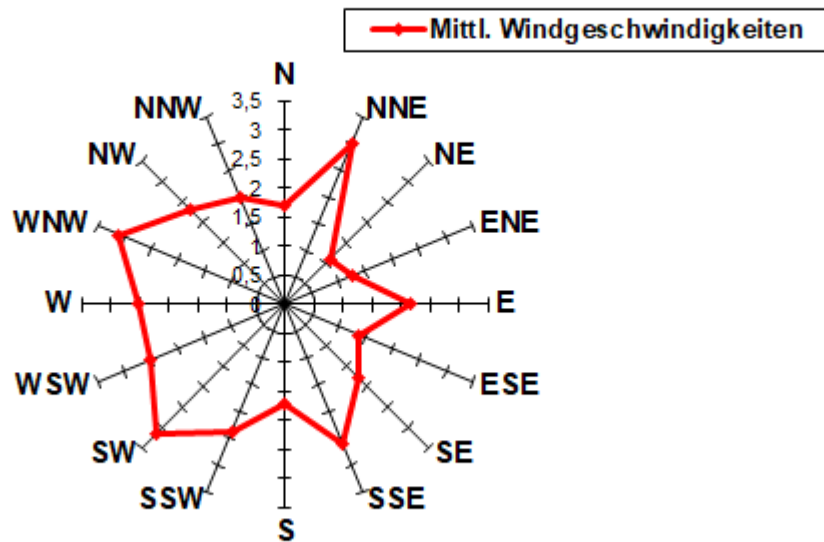 Mittl. Windgeschwindigkeiten
N
NNW
3,5
NNE
3
NW
2,5
NE
2
WNW
1,5
ENE
1
0,5
W
0
E
WSW
ESE
SW
SE
SSW
SSE
S